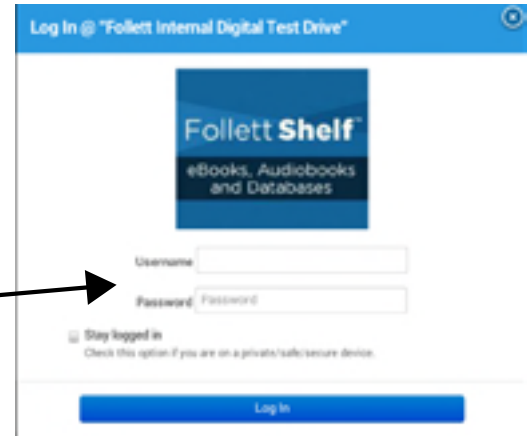 Log In @ "Follett Internal Digital Test Drive"
Follett Shelf™
eBooks, Audiobooks
and Databases
Username
Password Password
Stay logged in
Check this option if you are on a private/safe/secure device.
Log In